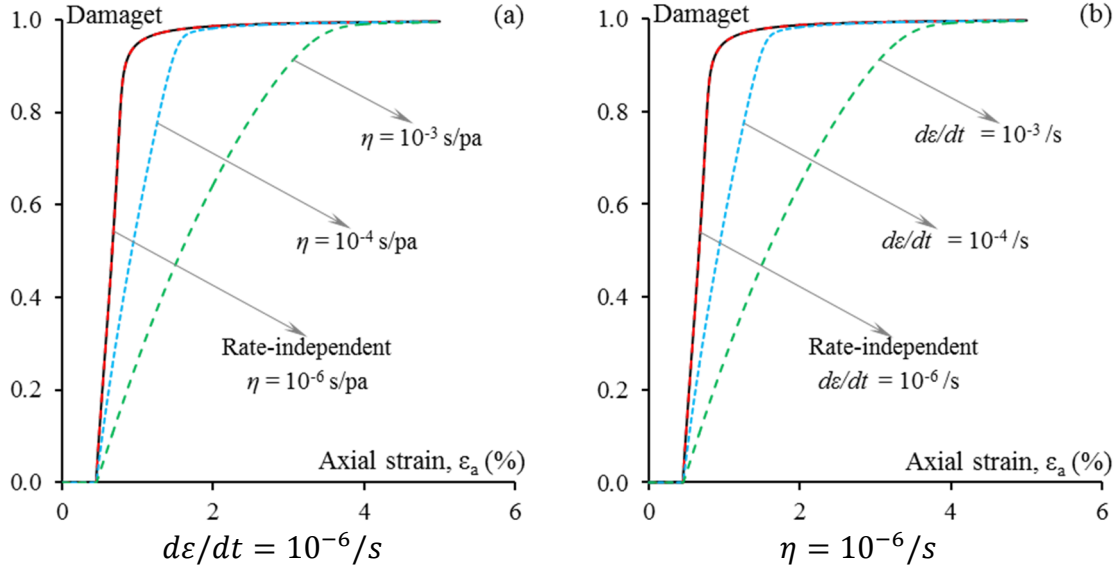 Damaget
(a)
1.0
0.8
0.6
0.4
0.2
0.0
η = 10⁻³ s/pa
η = 10⁻⁴ s/pa
Rate-independent
η = 10⁻⁶ s/pa
Axial strain, εₐ (%)
0 2 4 6
dε/dt = 10⁻⁶/s
Damaget
(b)
1.0
0.8
0.6
0.4
0.2
0.0
dε/dt = 10⁻³ /s
dε/dt = 10⁻⁴ /s
Rate-independent
dε/dt = 10⁻⁶ /s
Axial strain, εₐ (%)
0 2 4 6
η = 10⁻⁶/s